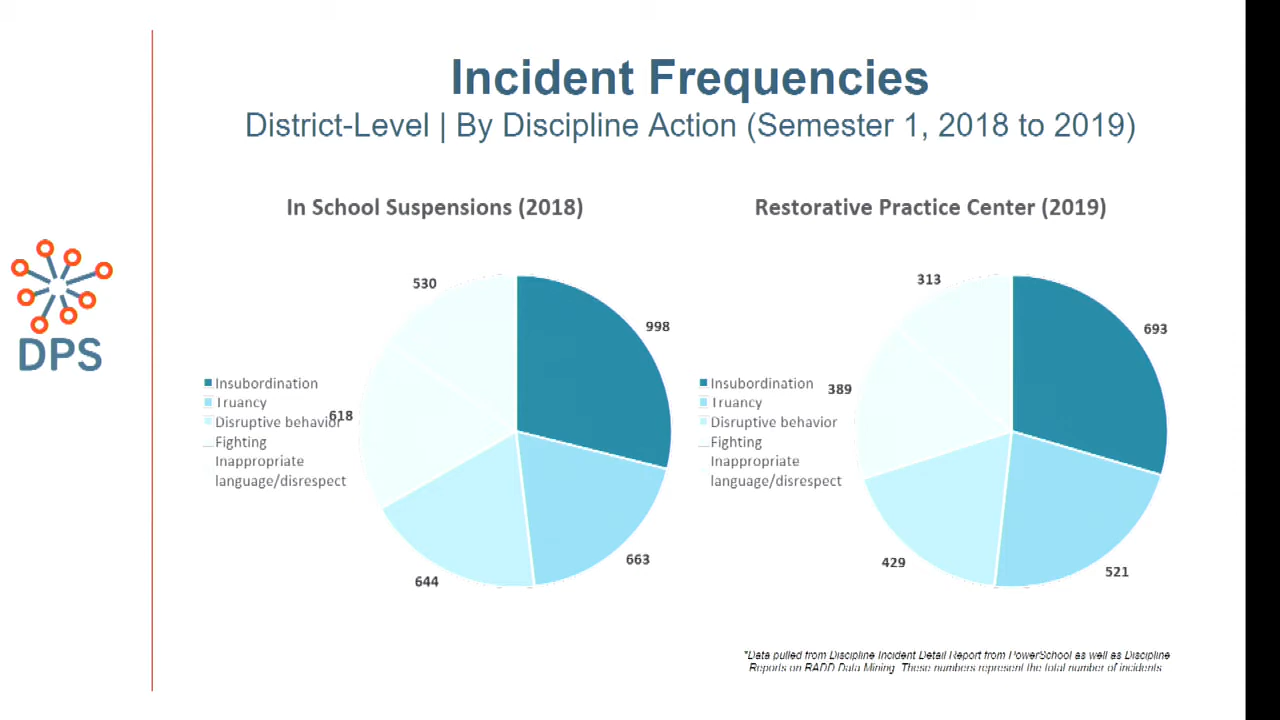 Incident Frequencies
District-Level | By Discipline Action (Semester 1, 2018 to 2019)
In School Suspensions (2018)
530
998
Insubordination
Truancy
618
Disruptive behavior
Fighting
Inappropriate
language/disrespect
663
644
Restorative Practice Center (2019)
313
693
Insubordination
389
Truancy
Disruptive behavior
Fighting
Inappropriate
language/disrespect
429
521
DPS
*Data pulled from Discipline Incident Detail Report from PowerSchool as well as Discipline
Reports on RADD Data Mining. These numbers represent the total number of incidents